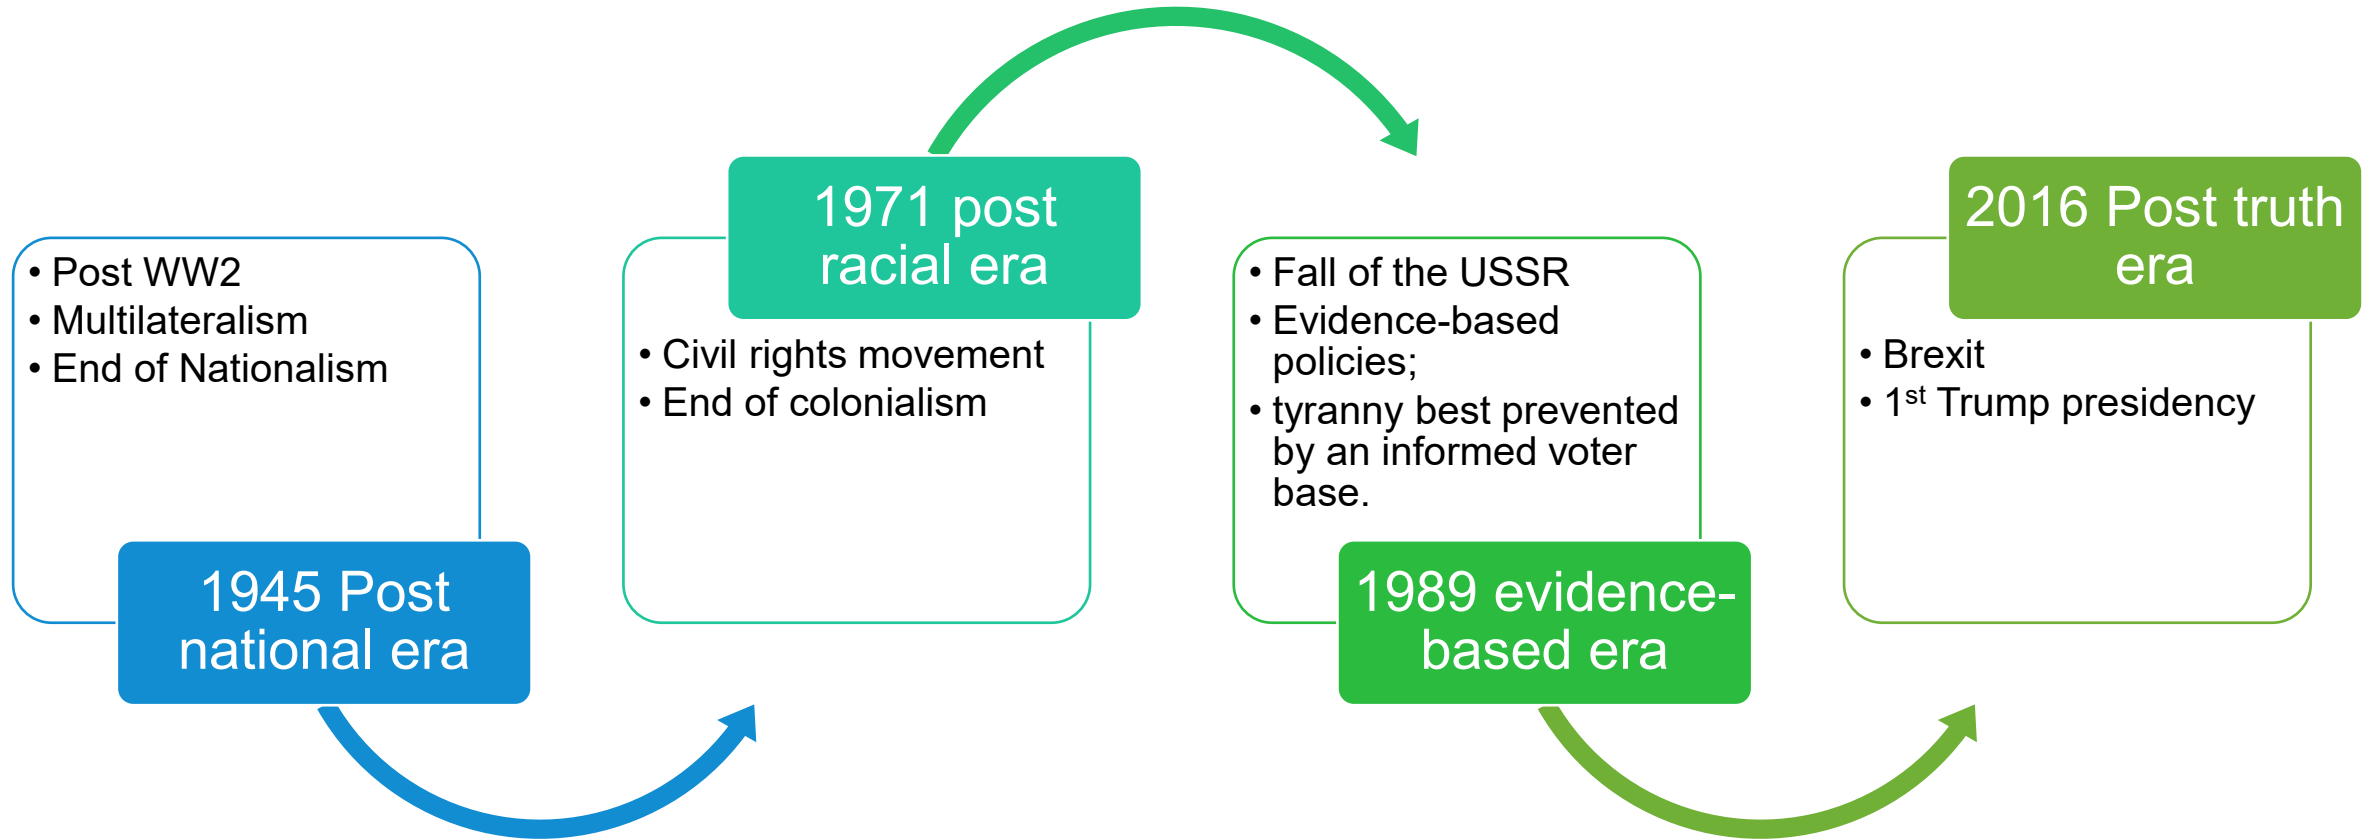 • Post WW2
• Multilateralism
• End of Nationalism
1945 Post
national era
1971 post
racial era
• Civil rights movement
• End of colonialism
• Fall of the USSR
• Evidence-based
policies;
• tyranny best prevented
by an informed voter
base.
1989 evidence-
based era
2016 Post truth
era
• Brexit
• 1st Trump presidency